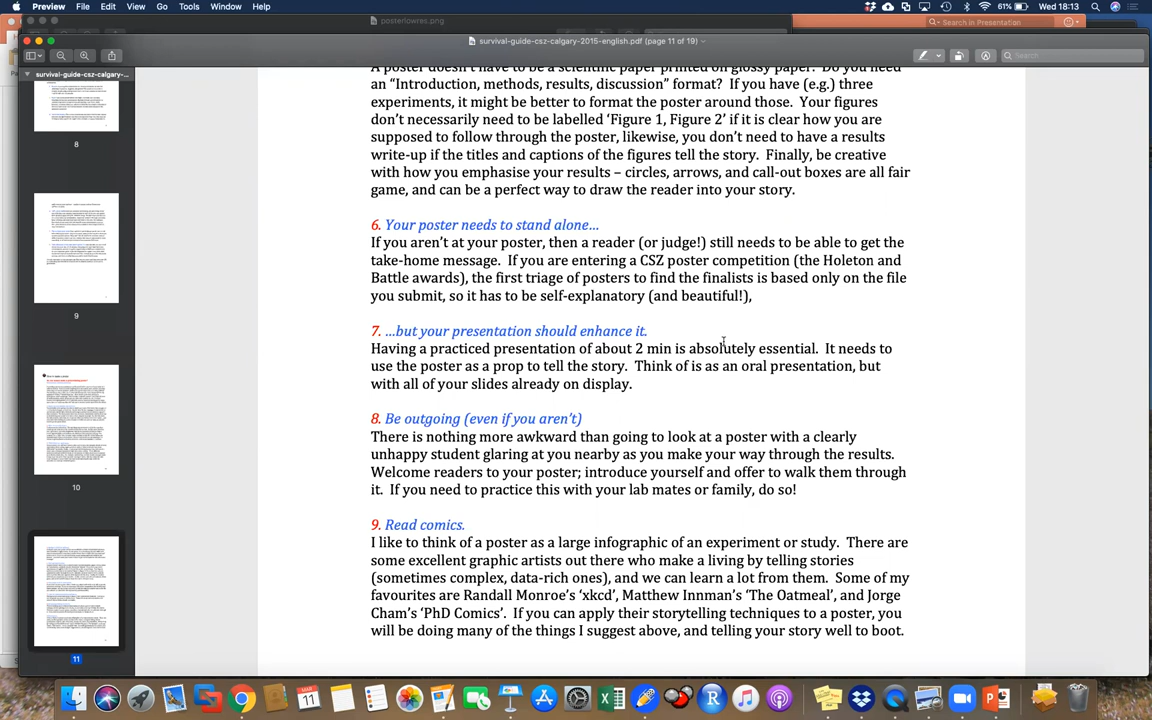 Preview File Edit View Go Tools Window Help 61% Wed 18:13
posterlowres.png
Search in Presentation
survival-guide-csz-calgary-2015-english.pdf (page 11 of 19)
Search
survival-guide-csz-calgary-...
8
9
10
11
an “Introduction, methods, results, discussion” format? If you have (e.g.) three
experiments, it might be better to format the poster around those. Your figures
don’t necessarily need to be labelled ‘Figure 1, Figure 2’ if it is clear how you are
supposed to follow through the poster, likewise, you don’t need to have a results
write-up if the titles and captions of the figures tell the story. Finally, be creative
with how you emphasise your results – circles, arrows, and call-out boxes are all fair
game, and can be a perfect way to draw the reader into your story.
6. Your poster needs to stand alone…
If you aren’t at your poster, then a reader (or judge!) still needs to be able to get the
take-home message. If you are entering a CSZ poster competition (the Holeton and
Battle awards), the first triage of posters to find the finalists is based only on the file
you submit, so it has to be self-explanatory (and beautiful!),
7. …but your presentation should enhance it.
Having a practiced presentation of about 2 min is absolutely essential. It needs to
use the poster as a prop to tell the story. Think of is as an oral presentation, but
with all of your slides already on display.
8. Be outgoing (even if you aren’t)
There is nothing more awkward than going to look at a poster with a clearly
unhappy student glaring at you nearby as you make your way through the results.
Welcome readers to your poster; introduce yourself and offer to walk them through
it. If you need to practice this with your lab mates or family, do so!
9. Read comics.
I like to think of a poster as a large infographic of an experiment or study. There are
some excellent graphic artists out there who make a living by telling stories
(sometimes complex, data-rich ones), and we can learn a lot from them. Some of my
favourites are Randall Monroe’s ‘xkcd’, Matthew Innman’s ‘The Oatmeal’, and Jorge
Cham’s ‘PhD Comics’. If you can apply their storytelling techniques to a poster, you
will be doing many of the things I suggest above, and telling your story well to boot.